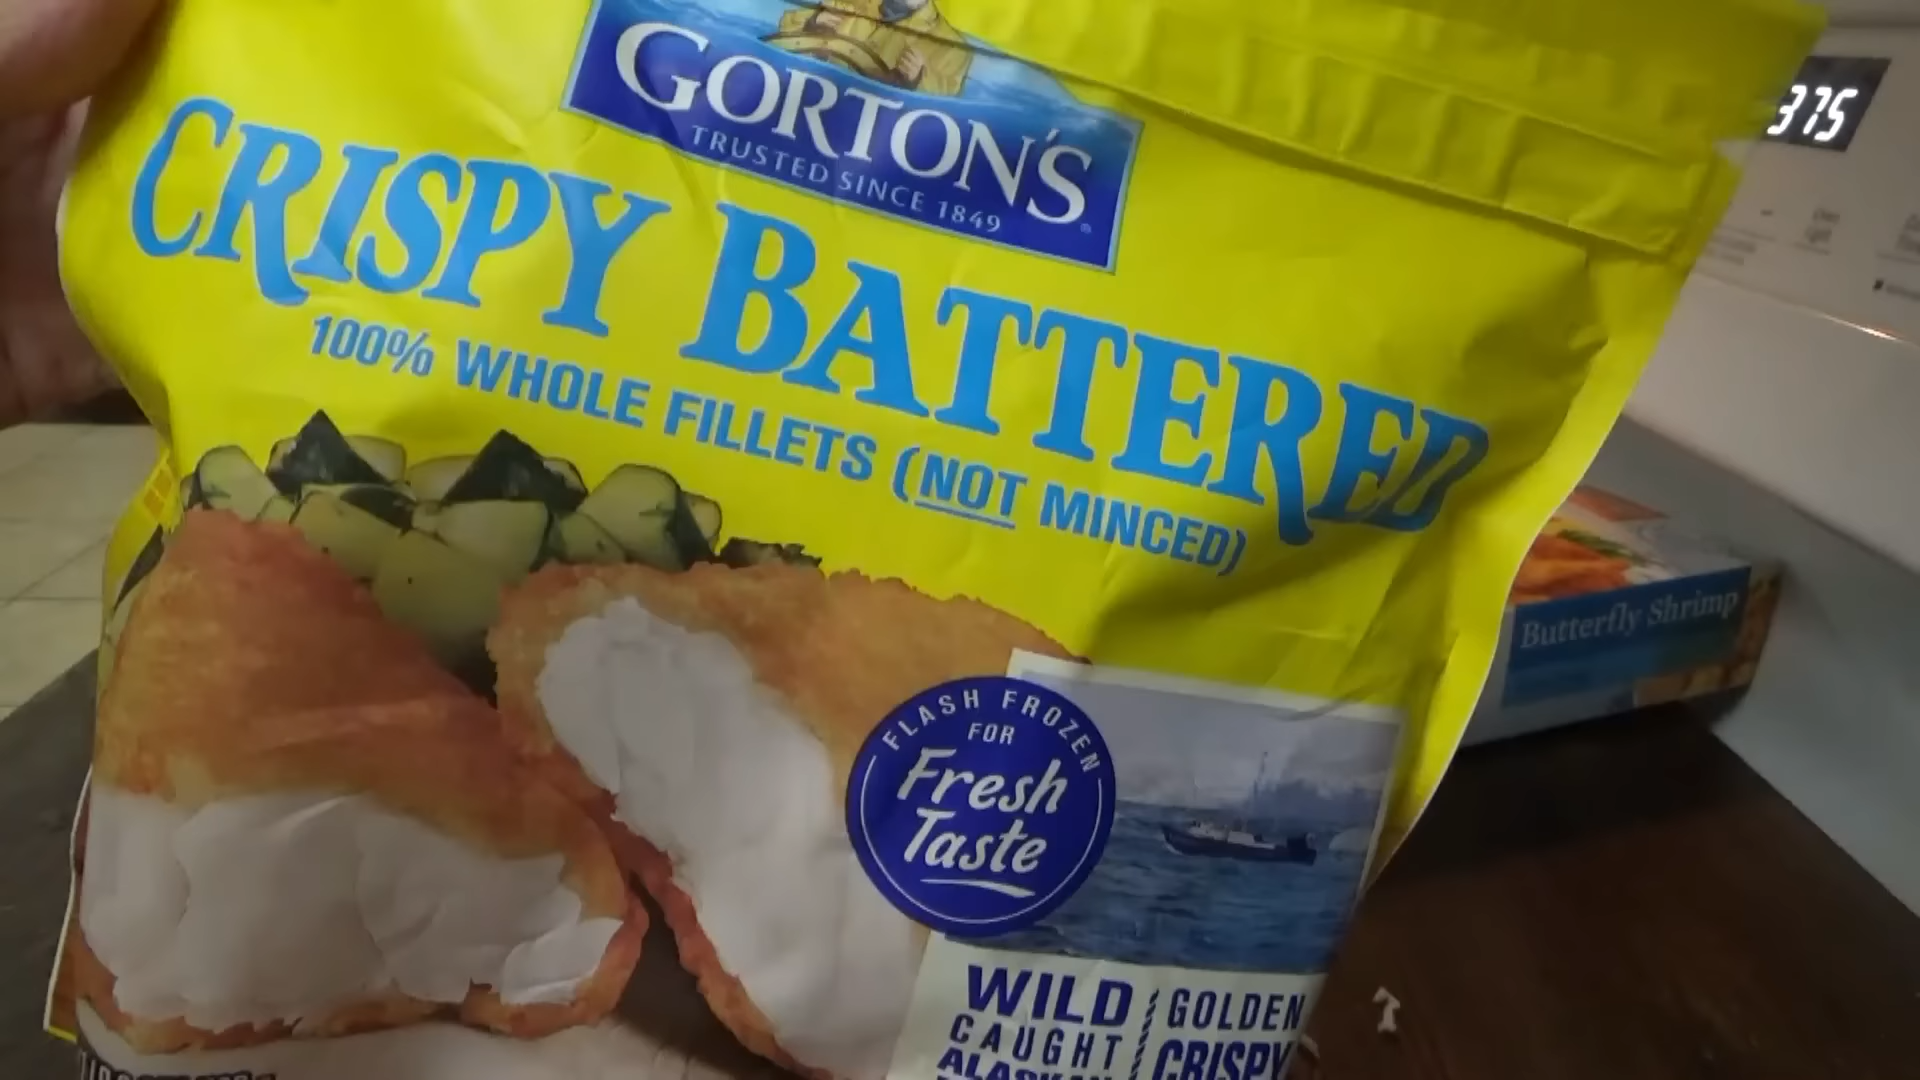 GORTON'S
TRUSTED SINCE 1849
CRISPY BATTERED
100% WHOLE FILLETS (NOT MINCED)
375
Butterfly Shrimp
FLASH FROZEN
FOR
Fresh
Taste
WILD
CAUGHT
GOLDEN
CRISPY